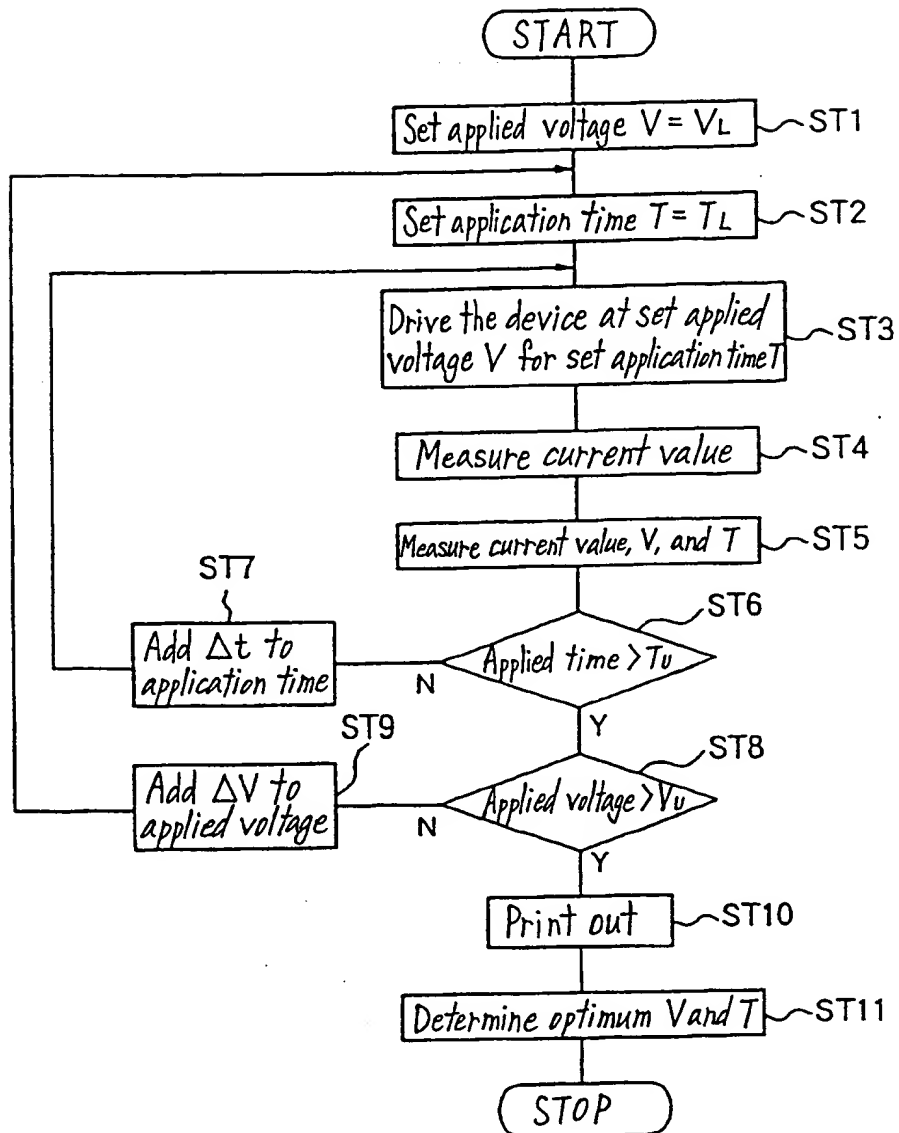 START
Set applied voltage V = VL
ST1
Set application time T = TL
ST2
Drive the device at set applied
voltage V for set application time T
ST3
Measure current value
ST4
Measure current value, V, and T
ST5
ST6
Applied time > Tu
N
Y
ST7
Add Δt to
application time
ST8
Applied voltage > Vu
N
Y
ST9
Add ΔV to
applied voltage
Print out
ST10
Determine optimum V and T
ST11
STOP